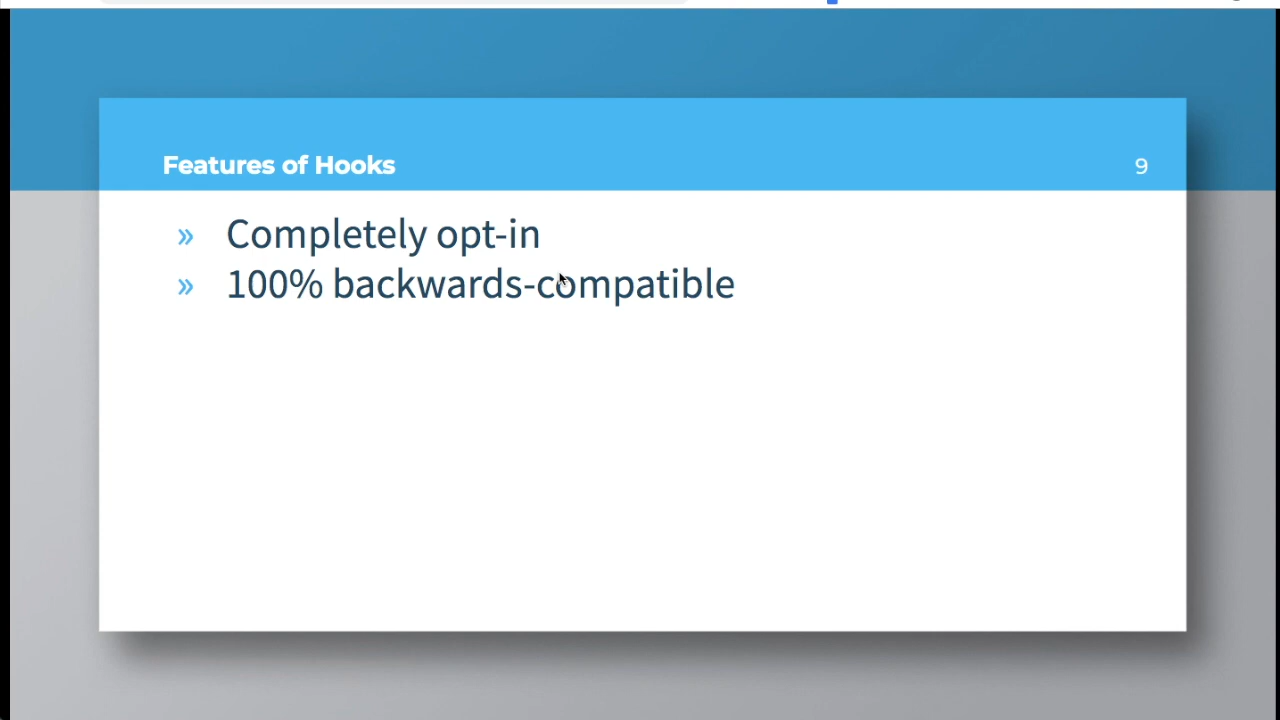 Features of Hooks
9
» Completely opt-in
» 100% backwards-compatible